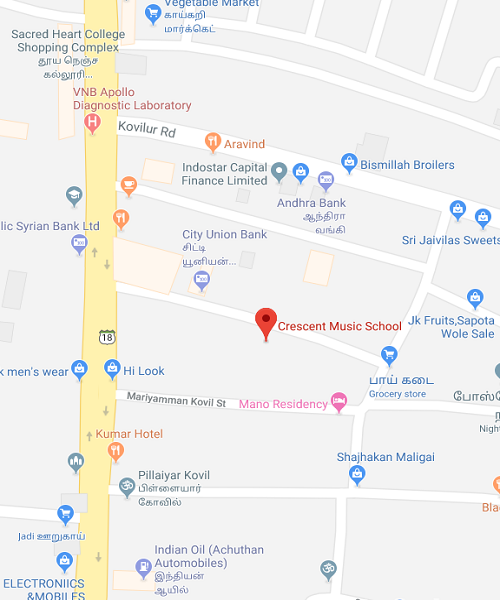 Vegetable Market
காய்கறி
மார்க்கெட்
Sacred Heart College
Shopping Complex
தூய நெஞ்ச
கல்லூரி...
VNB Apollo
Diagnostic Laboratory
Kovilur Rd
Aravind
Bismillah Broilers
Indostar Capital
Finance Limited
Andhra Bank
ஆந்திரா
வங்கி
lic Syrian Bank Ltd
City Union Bank
சிட்டி
யூனியன்...
Sri Jaivilas Sweets
Jk Fruits,Sapota
Wole Sale
Crescent Music School
18
k men's wear
Hi Look
பாய் கடை
Grocery store
போஸ்
Night
Mariyamman Kovil St
Mano Residency
Kumar Hotel
Shajhakan Maligai
Pillaiyar Kovil
பிள்ளையார்
கோவில்
Bla
Jadi ஊறுகாய்
Indian Oil (Achuthan
Automobiles)
இந்தியன்
ஆயில்
ELECTRONIICS
&MOBILES